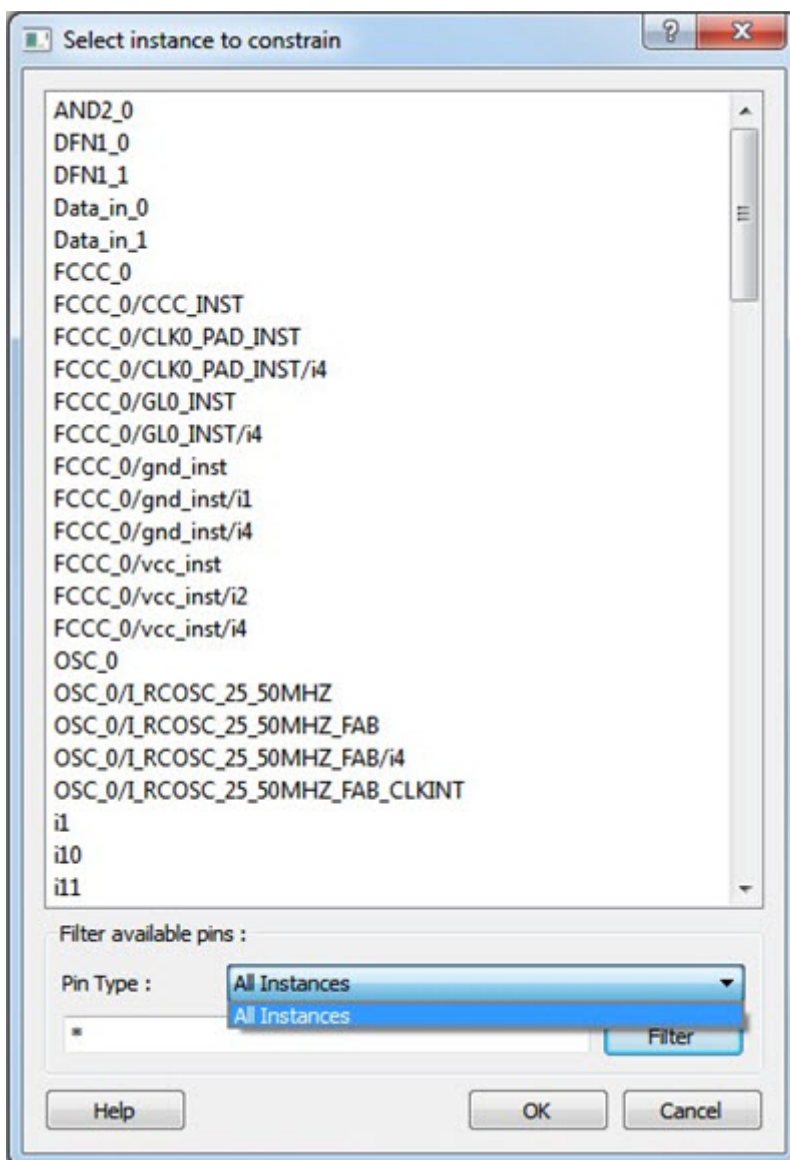 Select instance to constrain
AND2_0
DFN1_0
DFN1_1
Data_in_0
Data_in_1
FCCC_0
FCCC_0/CCC_INST
FCCC_0/CLK0_PAD_INST
FCCC_0/CLK0_PAD_INST/i4
FCCC_0/GL0_INST
FCCC_0/GL0_INST/i4
FCCC_0/gnd_inst
FCCC_0/gnd_inst/i1
FCCC_0/gnd_inst/i4
FCCC_0/vcc_inst
FCCC_0/vcc_inst/i2
FCCC_0/vcc_inst/i4
OSC_0
OSC_0/I_RCOSC_25_50MHZ
OSC_0/I_RCOSC_25_50MHZ_FAB
OSC_0/I_RCOSC_25_50MHZ_FAB/i4
OSC_0/I_RCOSC_25_50MHZ_FAB_CLKINT
i1
i10
i11
Filter available pins :
Pin Type : All Instances
All Instances
* Filter
Help OK Cancel